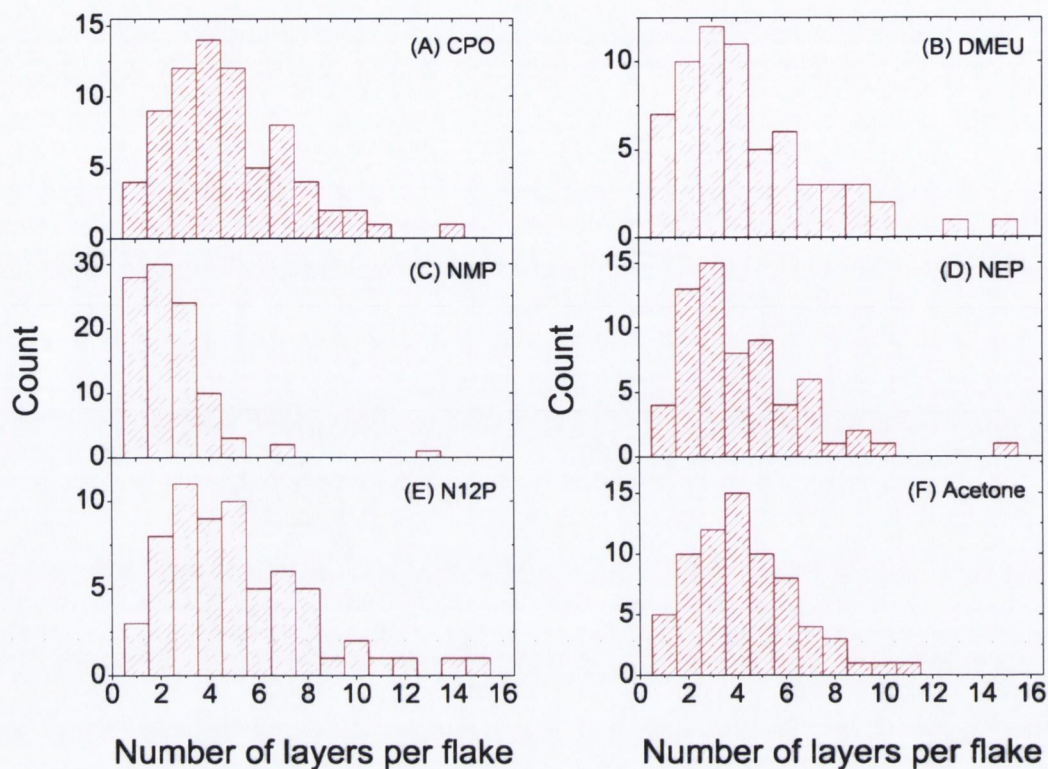 (A) CPO
15
10
5
0
(B) DMEU
10
5
0
(C) NMP
30
20
10
0
(D) NEP
15
10
5
0
(E) N12P
10
5
0
(F) Acetone
15
10
5
0
Count
Count
0 2 4 6 8 10 12 14 16
0 2 4 6 8 10 12 14 16
Number of layers per flake
Number of layers per flake